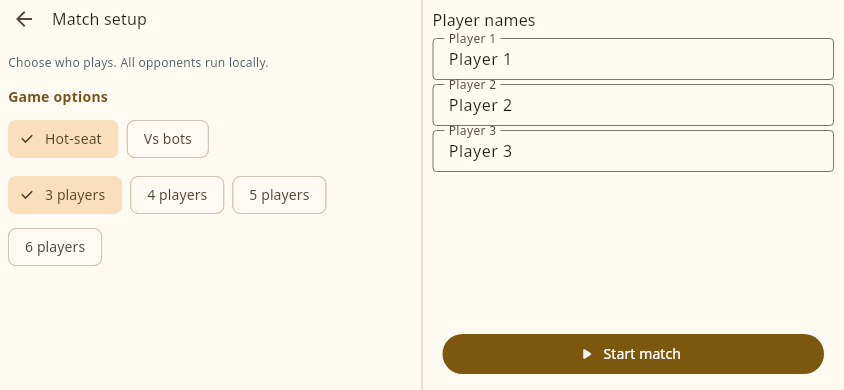 Match setup
Choose who plays. All opponents run locally.
Game options
Hot-seat
Vs bots
3 players
4 players
5 players
6 players
Player names
Player 1
Player 1
Player 2
Player 2
Player 3
Player 3
Start match